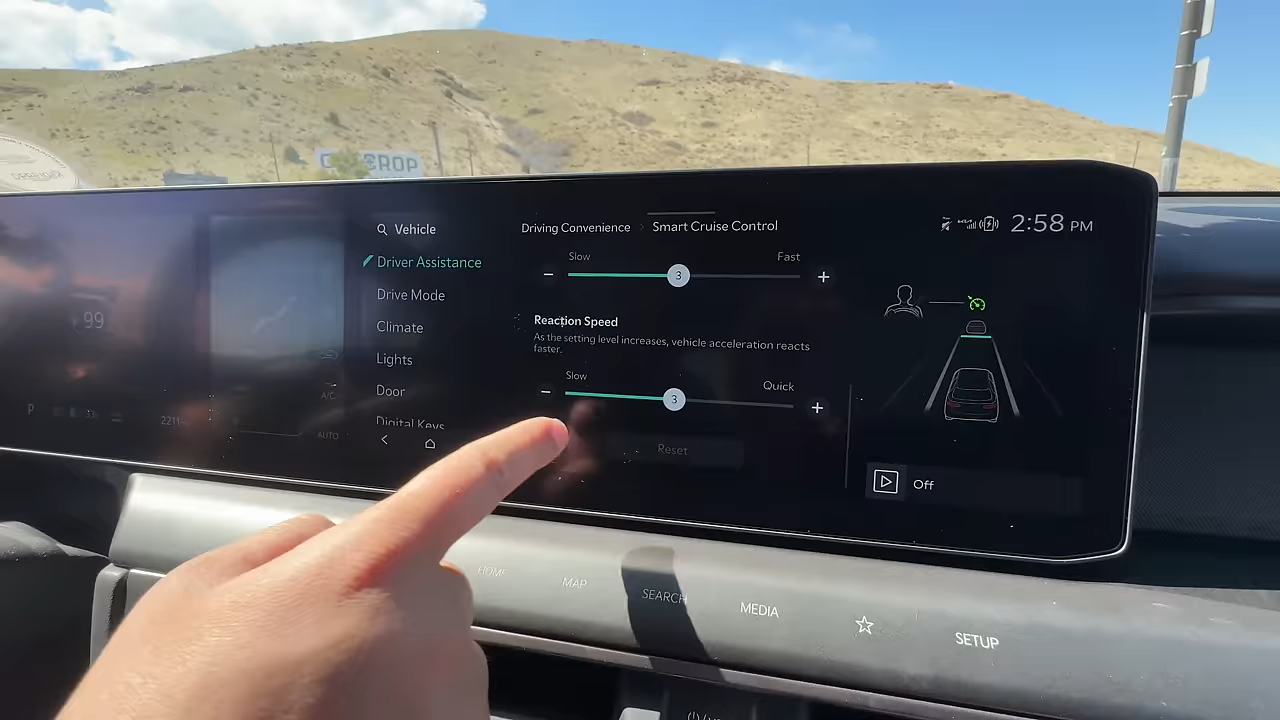 Vehicle
Driver Assistance
Drive Mode
Climate
Lights
Door
Digital Keys
Driving Convenience > Smart Cruise Control
2:58 PM
Slow
Fast
3
Reaction Speed
As the setting level increases, vehicle acceleration reacts
faster.
Slow
Quick
3
Reset
Off
99
P
A/C
AUTO
HOME
MAP
SEARCH
MEDIA
SETUP